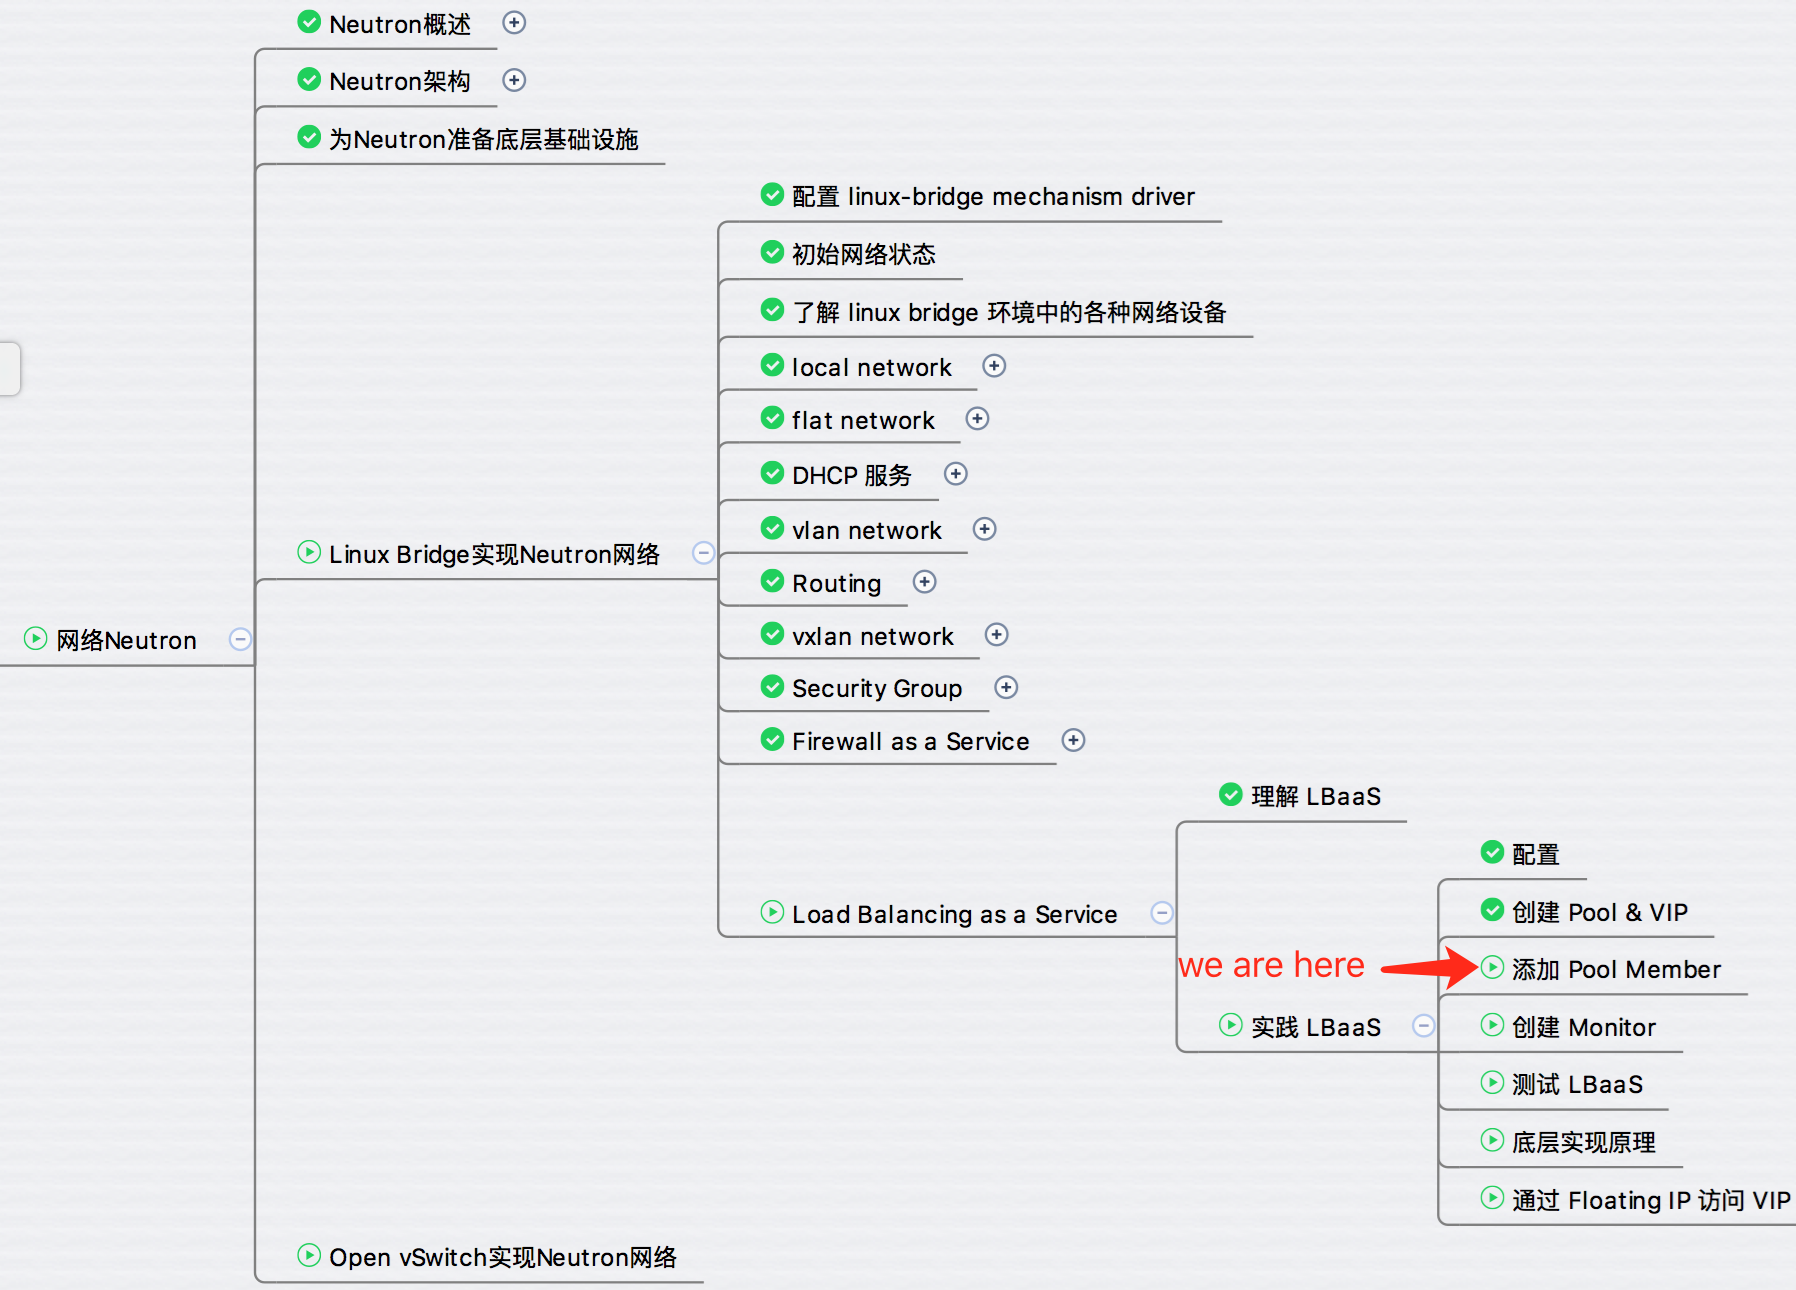 Neutron概述
Neutron架构
为Neutron准备底层基础设施
配置 linux-bridge mechanism driver
初始网络状态
了解 linux bridge 环境中的各种网络设备
local network
flat network
DHCP 服务
vlan network
Linux Bridge实现Neutron网络
Routing
vxlan network
网络Neutron
Security Group
Firewall as a Service
理解 LBaaS
配置
Load Balancing as a Service
创建 Pool & VIP
we are here
添加 Pool Member
实践 LBaaS
创建 Monitor
测试 LBaaS
底层实现原理
通过 Floating IP 访问 VIP
Open vSwitch实现Neutron网络